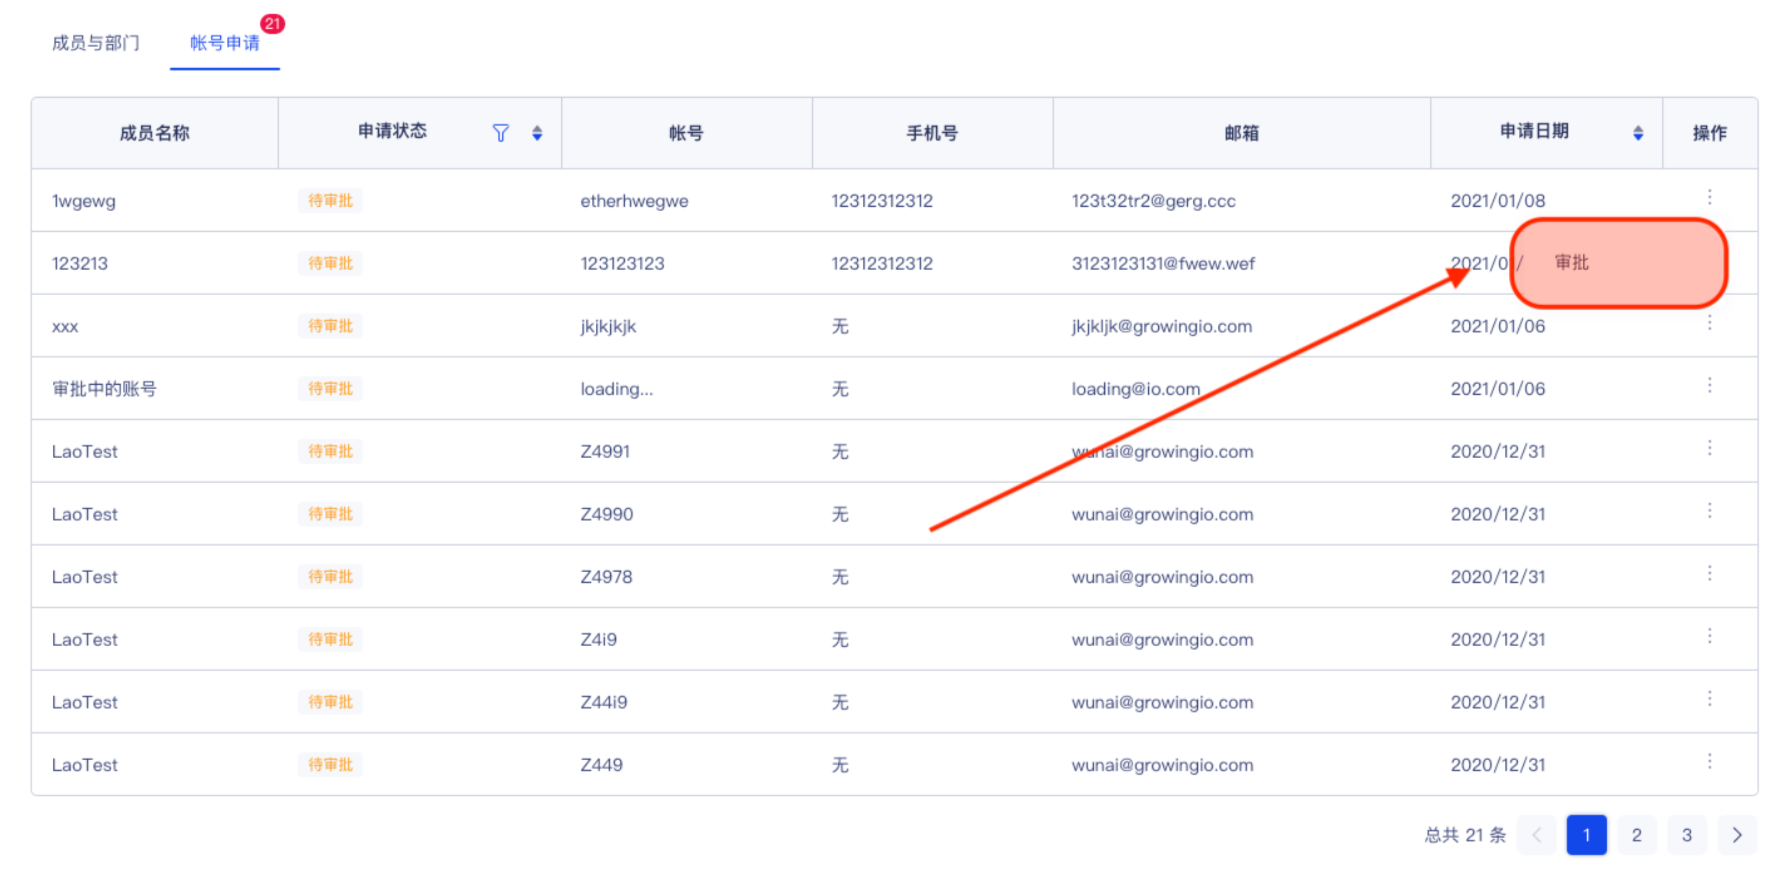 成员与部门 帐号申请 21
成员名称 申请状态 帐号 手机号 邮箱 申请日期 操作
1wgewg 待审批 etherhwegwe 12312312312 123t32tr2@gerg.ccc 2021/01/08
123213 待审批 123123123 12312312312 3123123131@fwew.wef 2021/0 / 审批
xxx 待审批 jkjkjkjk 无 jkjkljk@growingio.com 2021/01/06
审批中的账号 待审批 loading... 无 loading@io.com 2021/01/06
LaoTest 待审批 Z4991 无 wunai@growingio.com 2020/12/31
LaoTest 待审批 Z4990 无 wunai@growingio.com 2020/12/31
LaoTest 待审批 Z4978 无 wunai@growingio.com 2020/12/31
LaoTest 待审批 Z4i9 无 wunai@growingio.com 2020/12/31
LaoTest 待审批 Z44i9 无 wunai@growingio.com 2020/12/31
LaoTest 待审批 Z449 无 wunai@growingio.com 2020/12/31
总共 21 条 1 2 3